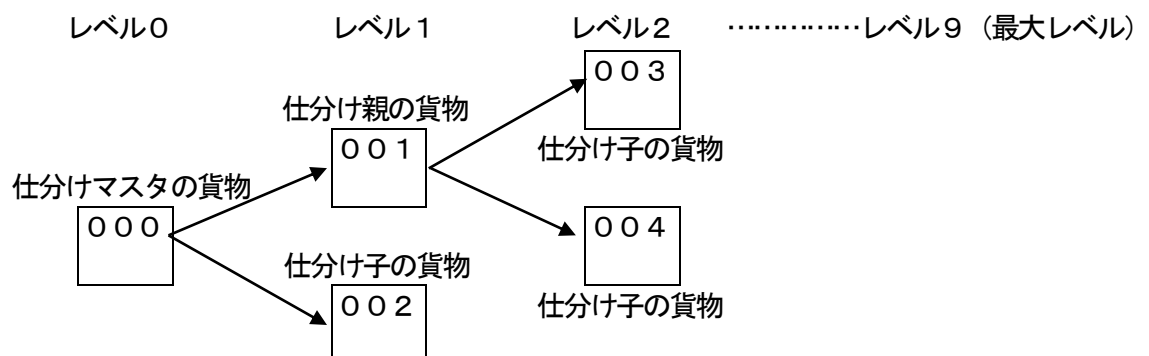 レベル０　レベル１　レベル２　……………レベル９（最大レベル）
００３
仕分け親の貨物
００１
仕分け子の貨物
仕分けマスタの貨物
０００
００４
仕分け子の貨物
００２
仕分け子の貨物